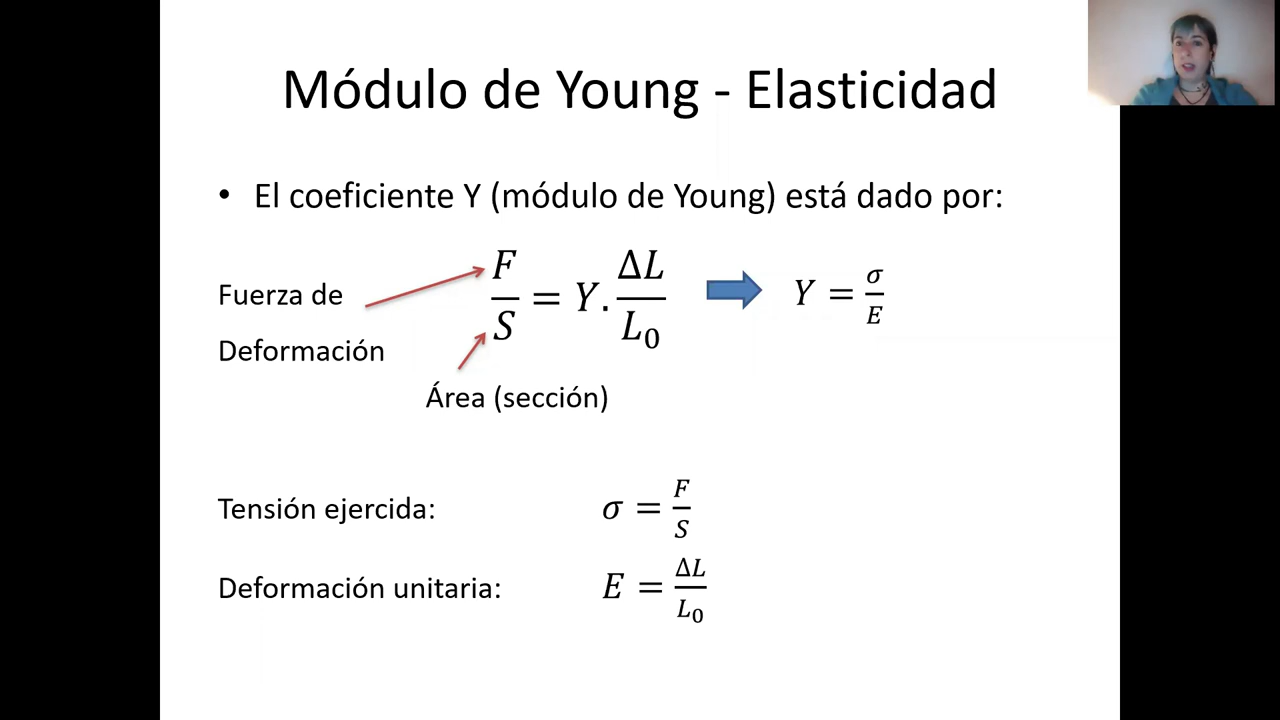 Módulo de Young - Elasticidad
• El coeficiente Y (módulo de Young) está dado por:
Fuerza de
Deformación
F/S = Y. ΔL/L₀
Y = σ/E
Área (sección)
Tensión ejercida: σ = F/S
Deformación unitaria: E = ΔL/L₀